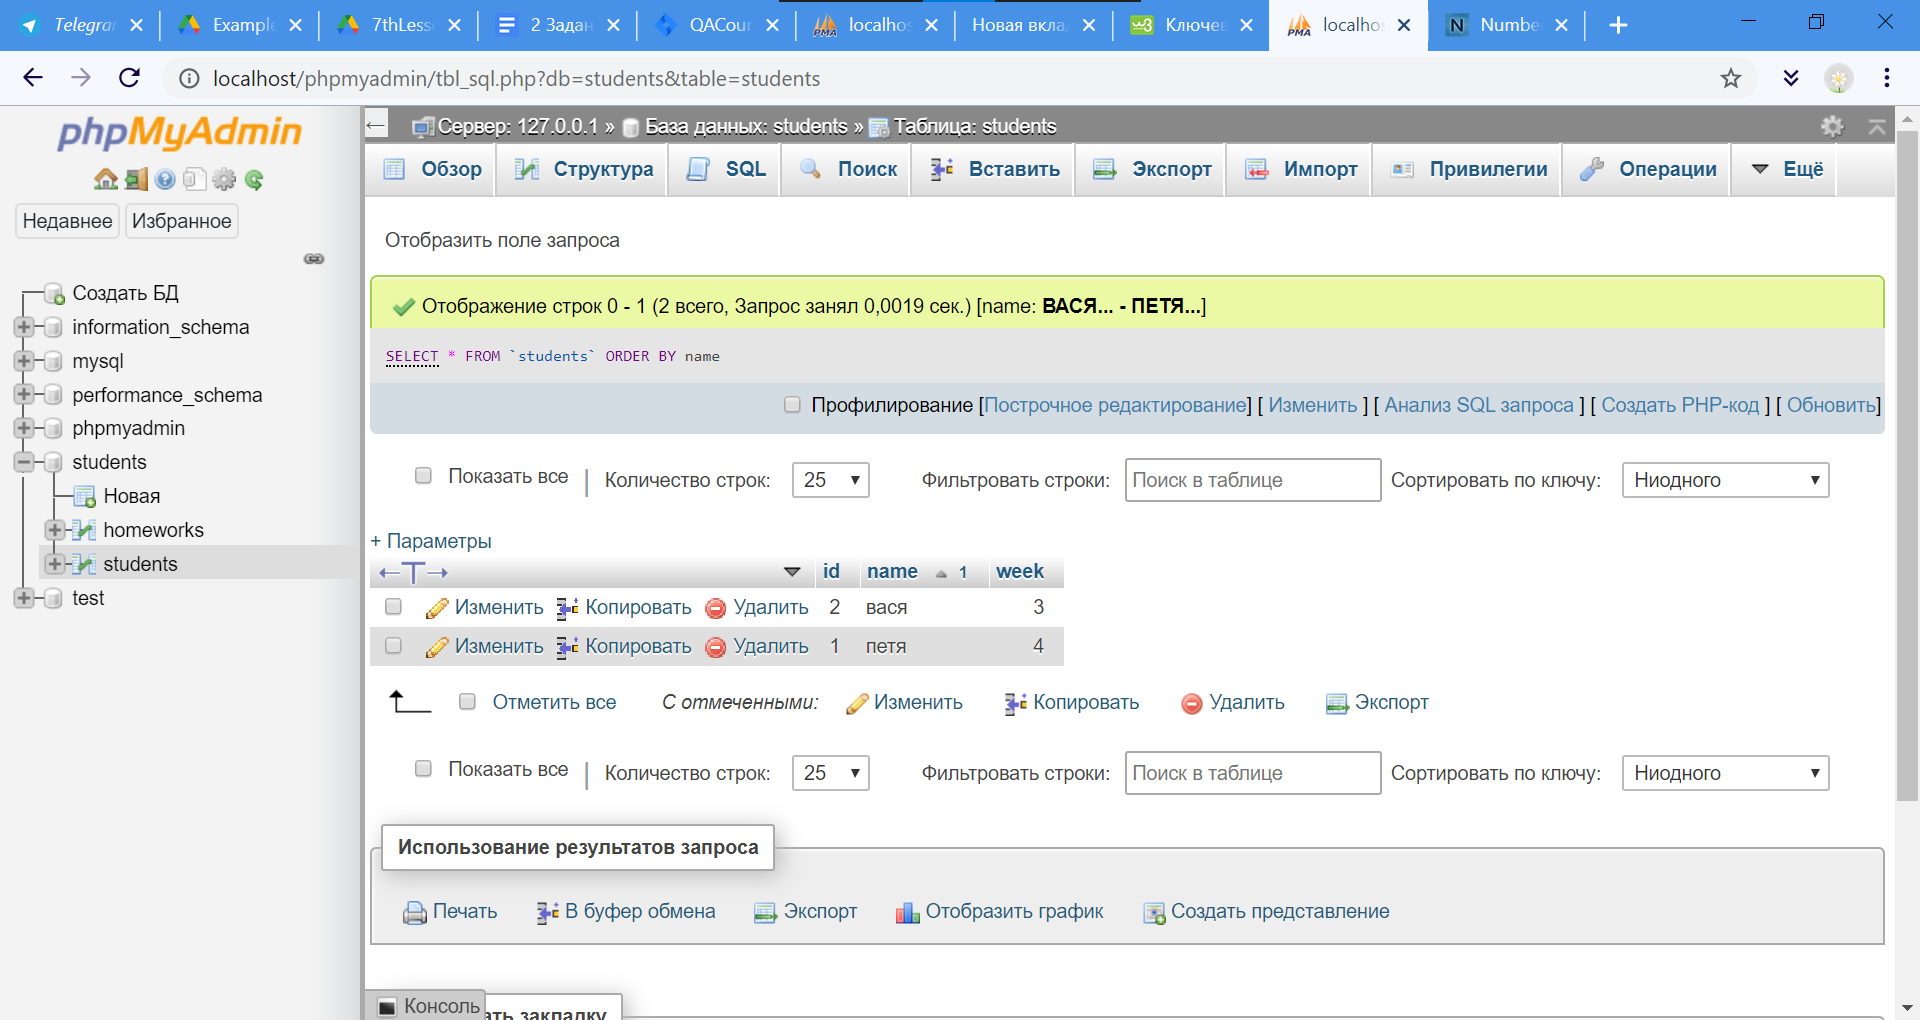 Telegrar
Example
7thLess
2 Задан
QACour
localhos
Новая вкла
Ключев
localhos
Numbe
localhost/phpmyadmin/tbl_sql.php?db=students&table=students
phpMyAdmin
Недавнее
Избранное
Создать БД
information_schema
mysql
performance_schema
phpmyadmin
students
Новая
homeworks
students
test
Сервер: 127.0.0.1 » База данных: students » Таблица: students
Обзор
Структура
SQL
Поиск
Вставить
Экспорт
Импорт
Привилегии
Операции
Ещё
Отобразить поле запроса
Отображение строк 0 - 1 (2 всего, Запрос занял 0,0019 сек.) [name: ВАСЯ... - ПЕТЯ...]
SELECT * FROM `students` ORDER BY name
Профилирование [Построчное редактирование] [ Изменить ] [ Анализ SQL запроса ] [ Создать PHP-код ] [ Обновить]
Показать все | Количество строк: 25 Фильтровать строки: Поиск в таблице Сортировать по ключу: Ниодного
+ Параметры
←T→ id name 1 week
Изменить Копировать Удалить 2 вася 3
Изменить Копировать Удалить 1 петя 4
Отметить все С отмеченными: Изменить Копировать Удалить Экспорт
Показать все | Количество строк: 25 Фильтровать строки: Поиск в таблице Сортировать по ключу: Ниодного
Использование результатов запроса
Печать В буфер обмена Экспорт Отобразить график Создать представление
Консоль
ать закладку